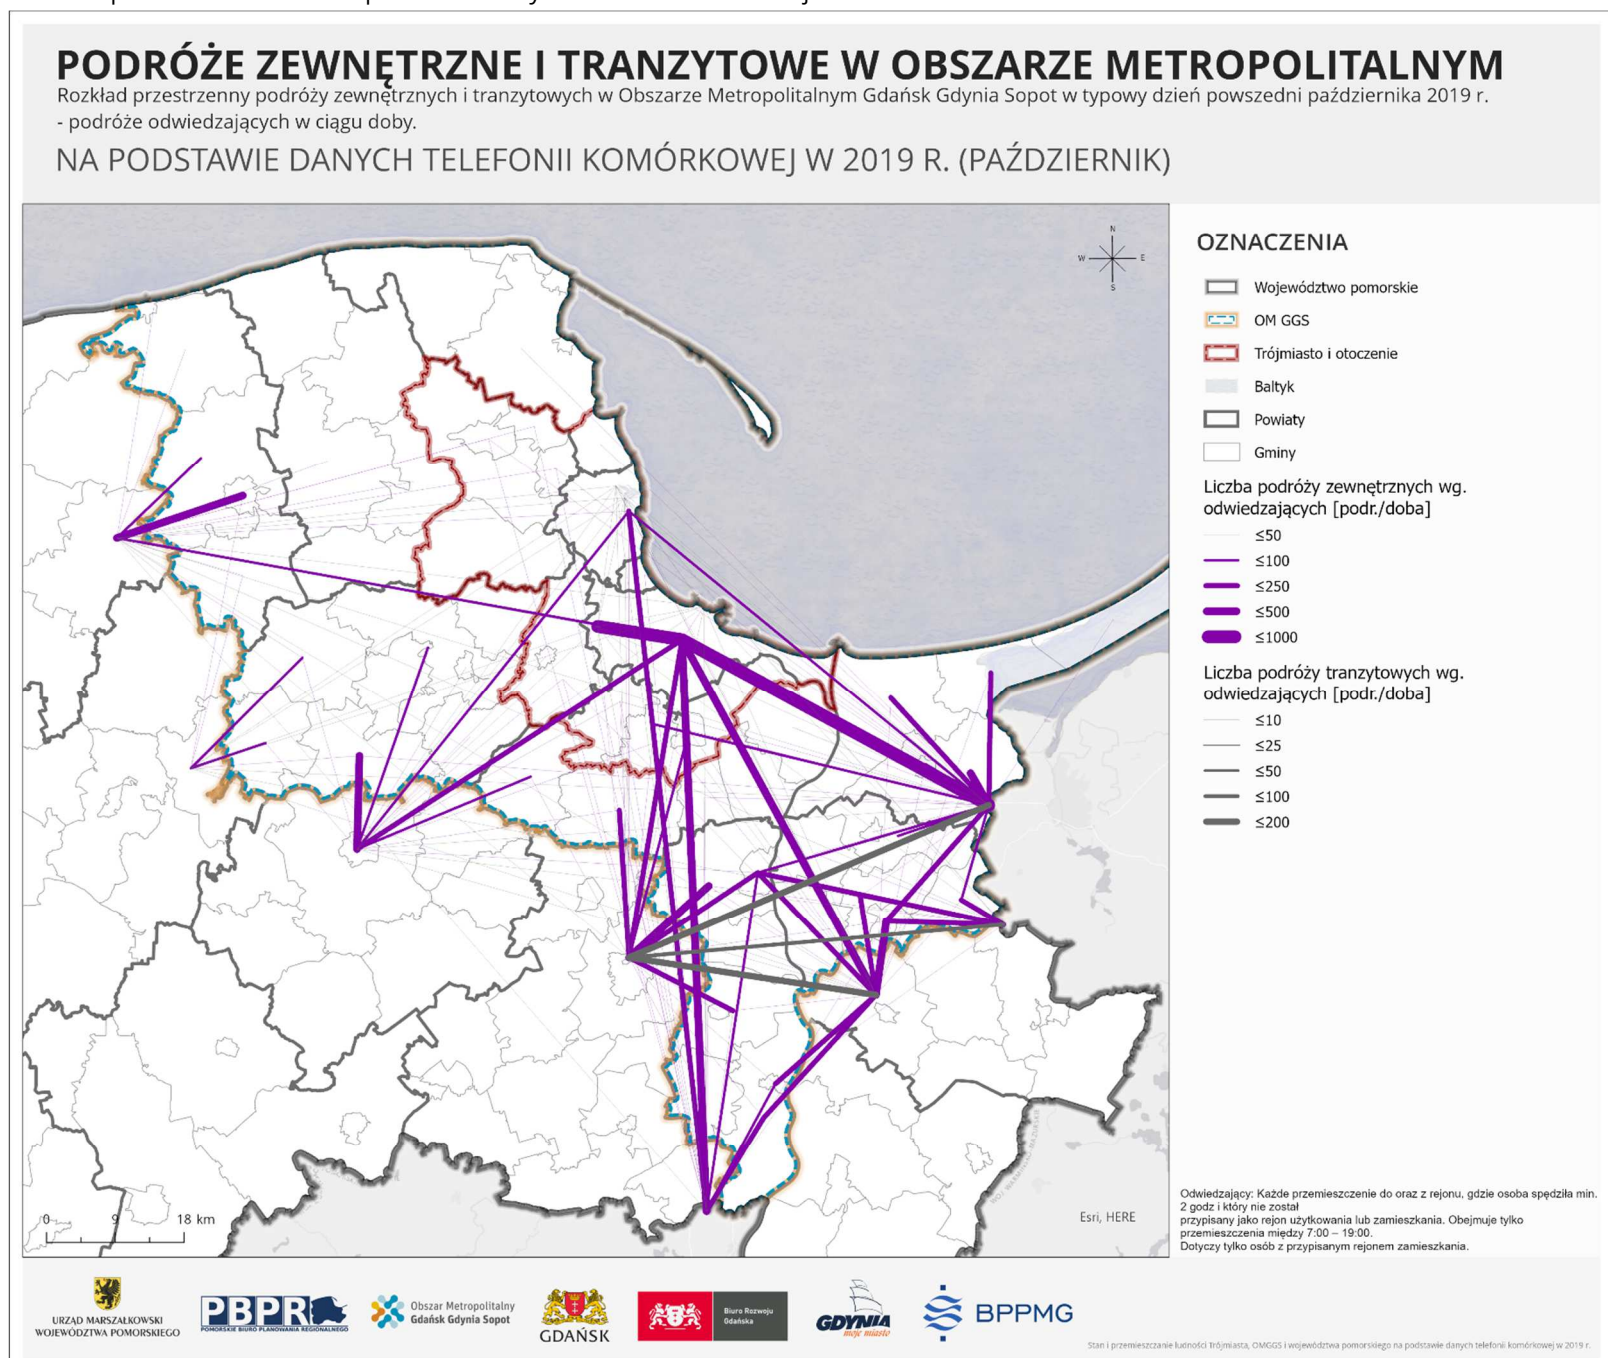 PODRÓŻE ZEWNĘTRZNE I TRANZYTOWE W OBSZARZE METROPOLITALNYM
Rozkład przestrzenny podróży zewnętrznych i tranzytowych w Obszarze Metropolitalnym Gdańsk Gdynia Sopot w typowy dzień powszedni października 2019 r.
- podróże odwiedzających w ciągu doby.
NA PODSTAWIE DANYCH TELEFONII KOMÓRKOWEJ W 2019 R. (PAŹDZIERNIK)
N
W E
S
OZNACZENIA
Województwo pomorskie
OM GGS
Trójmiasto i otoczenie
Baltyk
Powiaty
Gminy
Liczba podróży zewnętrznych wg.
odwiedzających [podr./doba]
≤50
≤100
≤250
≤500
≤1000
Liczba podróży tranzytowych wg.
odwiedzających [podr./doba]
≤10
≤25
≤50
≤100
≤200
0 9 18 km
Esri, HERE
Odwiedzający: Każde przemieszczenie do oraz z rejonu, gdzie osoba spędziła min.
2 godz i który nie został
przypisany jako rejon użytkowania lub zamieszkania. Obejmuje tylko
przemieszczenia między 7:00 – 19:00.
Dotyczy tylko osób z przypisanym rejonem zamieszkania.
URZĄD MARSZAŁKOWSKI
WOJEWÓDZTWA POMORSKIEGO
PBPR
POMORSKIE BIURO PLANOWANIA REGIONALNEGO
Obszar Metropolitalny
Gdańsk Gdynia Sopot
GDAŃSK
Biuro Rozwoju
Gdańska
GDYNIA
moje miasto
BPPMG
Stan i przemieszczanie ludności Trójmiasta, OMGGS i województwa pomorskiego na podstawie danych telefonii komórkowej w 2019 r.